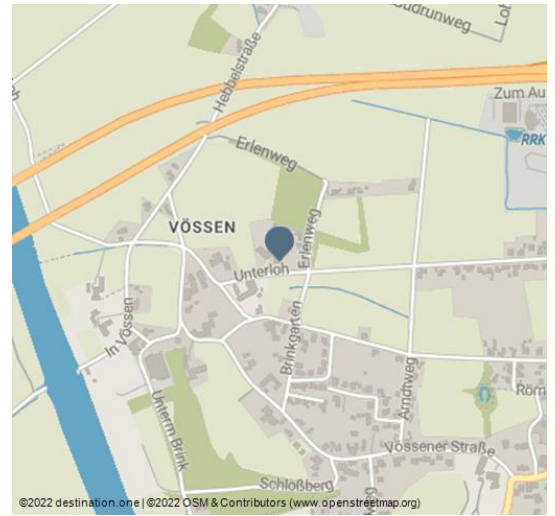 Gudrunweg
Hebbelstraße
Zum Au
RRK
Erlenweg
VÖSSEN
Erlenweg
Unterloh
In Vössen
Brinkgarten
Arndtweg
Röm
Unterm Brink
Vössener Straße
Schloßberg
©2022 destination.one | ©2022 OSM & Contributors (www.openstreetmap.org)